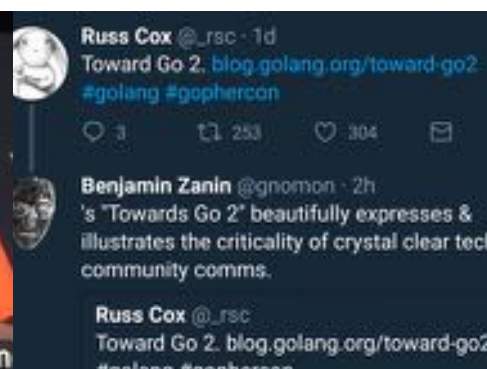 Russ Cox @_rsc · 1d
Toward Go 2. blog.golang.org/toward-go2
#golang #gophercon
3 253 304
Benjamin Zanin @gnomon · 2h
's "Towards Go 2" beautifully expresses &
illustrates the criticality of crystal clear tec
community comms.
Russ Cox @_rsc
Toward Go 2. blog.golang.org/toward-go2
#golang #gophercon
n